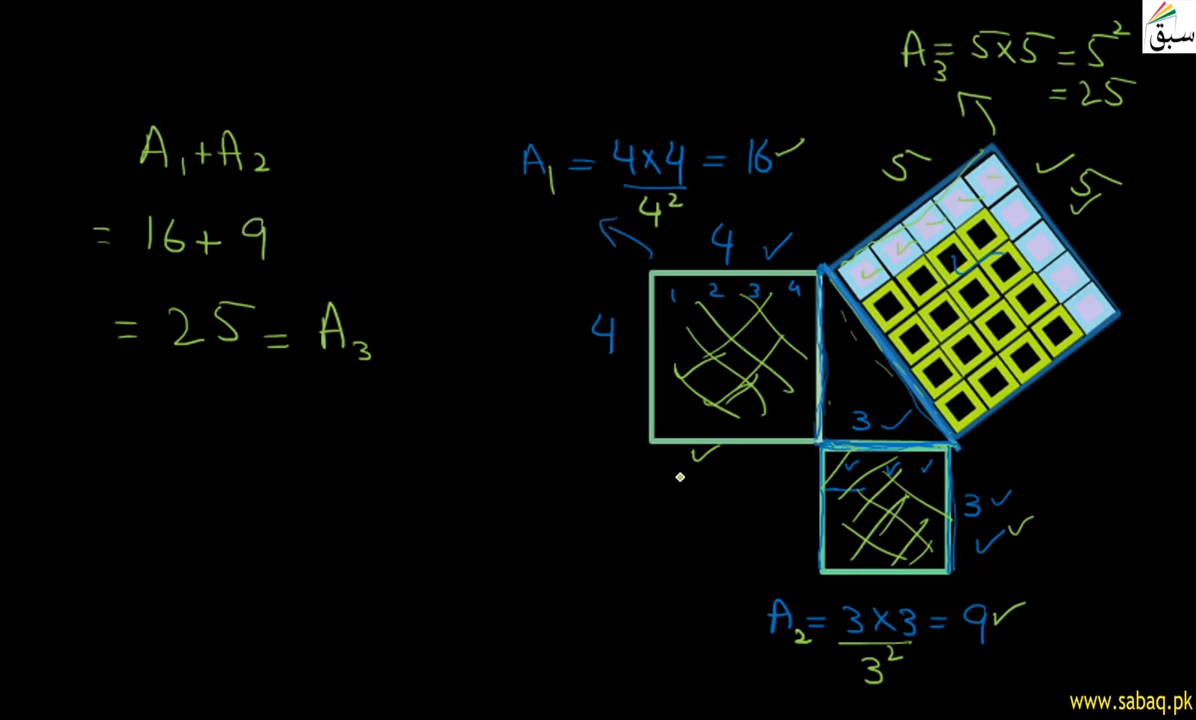 سبق
A₃ = 5×5 = 5²
= 25
A₁ + A₂
= 16 + 9
= 25 = A₃
A₁ = 4×4 = 16 ✓
4²
5 ✓ 5 ✓
4 ✓
1 2 3 4
4
3 ✓
✓
✓ ✓ ✓
3 ✓
✓ ✓
A₂ = 3×3 = 9 ✓
3²
www.sabaq.pk